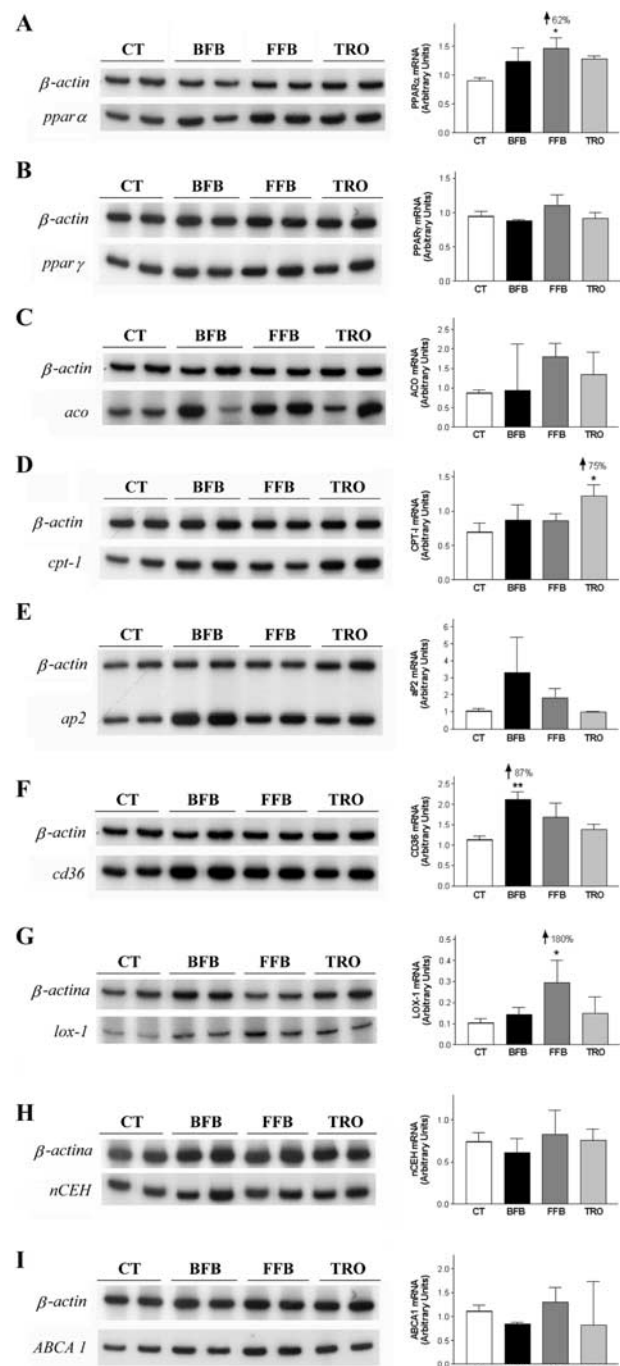 A
CT BFB FFB TRO
β-actin
ppar α
62%
*
PPARα mRNA
(Arbitrary Units)
1.5
1.0
0.5
0.0
CT BFB FFB TRO
B
CT BFB FFB TRO
β-actin
ppar γ
PPARγ mRNA
(Arbitrary Units)
1.5
1.0
0.5
0.0
CT BFB FFB TRO
C
CT BFB FFB TRO
β-actin
aco
ACO mRNA
(Arbitrary Units)
2.5
2.0
1.5
1.0
0.5
0.0
CT BFB FFB TRO
D
CT BFB FFB TRO
β-actin
cpt-1
75%
*
CPT-I mRNA
(Arbitrary Units)
1.5
1.0
0.5
0.0
CT BFB FFB TRO
E
CT BFB FFB TRO
β-actin
ap2
aP2 mRNA
(Arbitrary Units)
6
5
4
3
2
1
0
CT BFB FFB TRO
F
CT BFB FFB TRO
β-actin
cd36
87%
**
CD36 mRNA
(Arbitrary Units)
2.5
2.0
1.5
1.0
0.5
0.0
CT BFB FFB TRO
G
CT BFB FFB TRO
β-actina
lox-1
180%
*
LOX-1 mRNA
(Arbitrary Units)
0.5
0.4
0.3
0.2
0.1
0.0
CT BFB FFB TRO
H
CT BFB FFB TRO
β-actina
nCEH
nCEH mRNA
(Arbitrary Units)
1.0
0.5
0.0
CT BFB FFB TRO
I
CT BFB FFB TRO
β-actin
ABCA 1
ABCA1 mRNA
(Arbitrary Units)
1.5
1.0
0.5
0.0
CT BFB FFB TRO